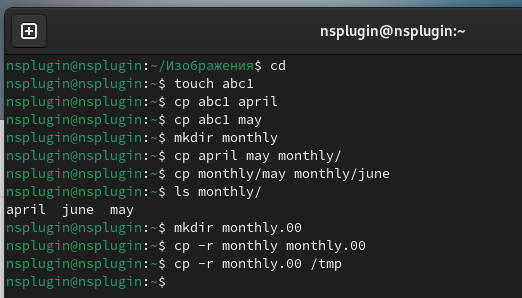 nsplugin@nsplugin:~
nsplugin@nsplugin:~/Изображения$ cd
nsplugin@nsplugin:~$ touch abc1
nsplugin@nsplugin:~$ cp abc1 april
nsplugin@nsplugin:~$ cp abc1 may
nsplugin@nsplugin:~$ mkdir monthly
nsplugin@nsplugin:~$ cp april may monthly/
nsplugin@nsplugin:~$ cp monthly/may monthly/june
nsplugin@nsplugin:~$ ls monthly/
april  june  may
nsplugin@nsplugin:~$ mkdir monthly.00
nsplugin@nsplugin:~$ cp -r monthly monthly.00
nsplugin@nsplugin:~$ cp -r monthly.00 /tmp
nsplugin@nsplugin:~$